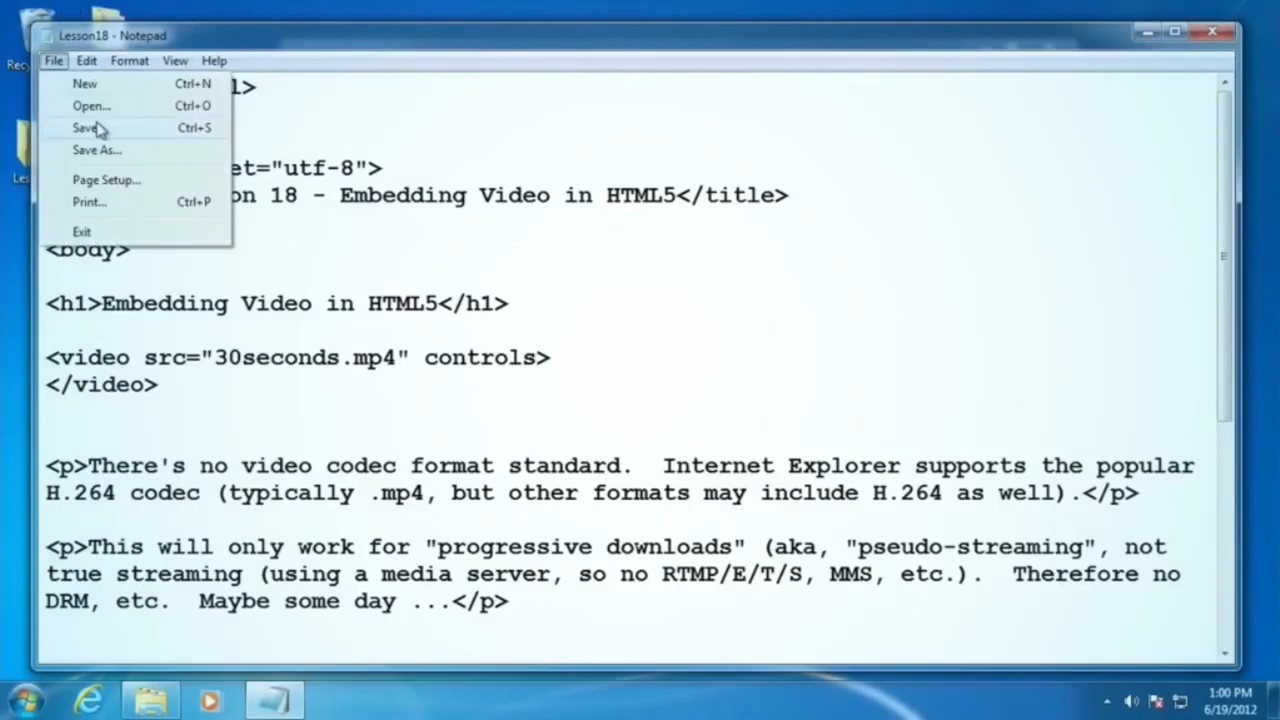 Lesson18 - Notepad
File Edit Format View Help
New Ctrl+N
Open... Ctrl+O
Save Ctrl+S
Save As...
Page Setup...
Print... Ctrl+P
Exit
l>
et="utf-8">
on 18 - Embedding Video in HTML5</title>
<body>
<h1>Embedding Video in HTML5</h1>
<video src="30seconds.mp4" controls>
</video>
<p>There's no video codec format standard.  Internet Explorer supports the popular
H.264 codec (typically .mp4, but other formats may include H.264 as well).</p>
<p>This will only work for "progressive downloads" (aka, "pseudo-streaming", not
true streaming (using a media server, so no RTMP/E/T/S, MMS, etc.).  Therefore no
DRM, etc.  Maybe some day ...</p>
1:00 PM
6/19/2012